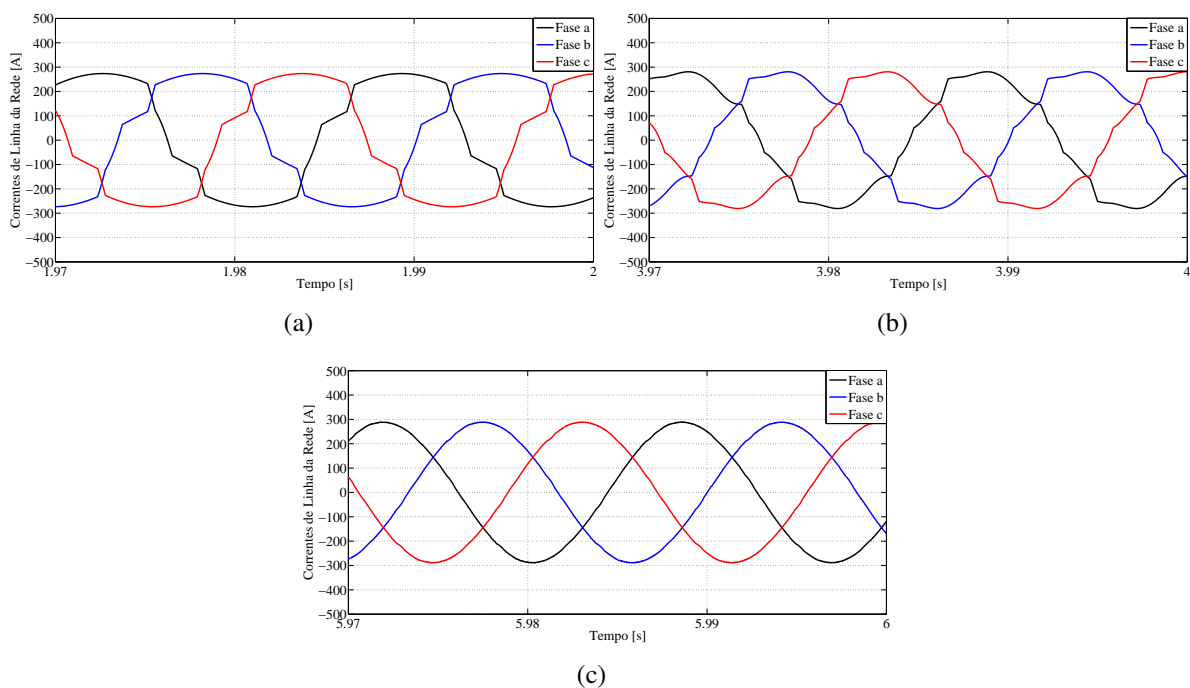 500
400
300
200
100
0
−100
−200
−300
−400
−500
1.97
1.98
1.99
2
Correntes de Linha da Rede [A]
Tempo [s]
Fase a
Fase b
Fase c
(a)
500
400
300
200
100
0
−100
−200
−300
−400
−500
3.97
3.98
3.99
4
Correntes de Linha da Rede [A]
Tempo [s]
Fase a
Fase b
Fase c
(b)
500
400
300
200
100
0
−100
−200
−300
−400
−500
5.97
5.98
5.99
6
Correntes de Linha da Rede [A]
Tempo [s]
Fase a
Fase b
Fase c
(c)